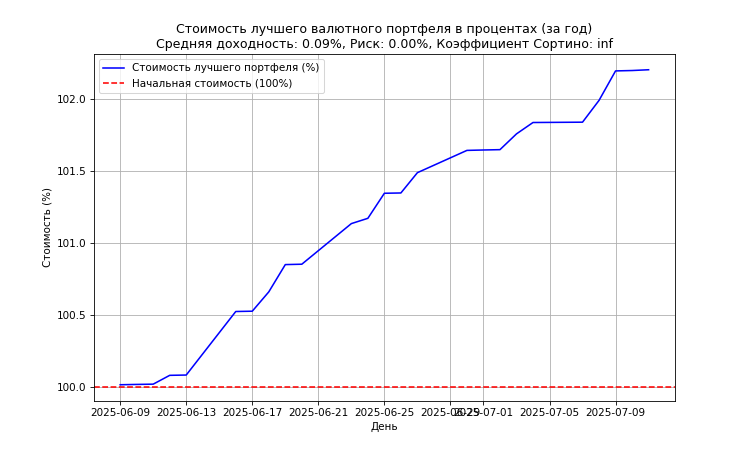 Стоимость лучшего валютного портфеля в процентах (за год)
Средняя доходность: 0.09%, Риск: 0.00%, Коэффициент Сортино: inf
Стоимость лучшего портфеля (%)
Начальная стоимость (100%)
Стоимость (%)
102.0
101.5
101.0
100.5
100.0
2025-06-09 2025-06-13 2025-06-17 2025-06-21 2025-06-25 2025-06-29 2025-07-01 2025-07-05 2025-07-09
День